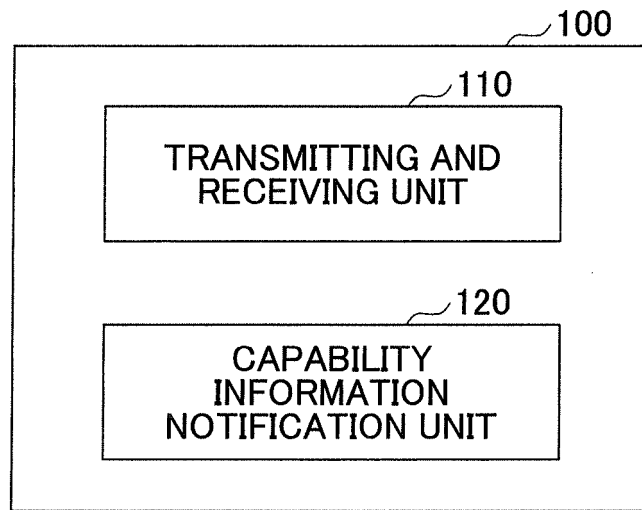 100
110
TRANSMITTING AND
RECEIVING UNIT
120
CAPABILITY
INFORMATION
NOTIFICATION UNIT